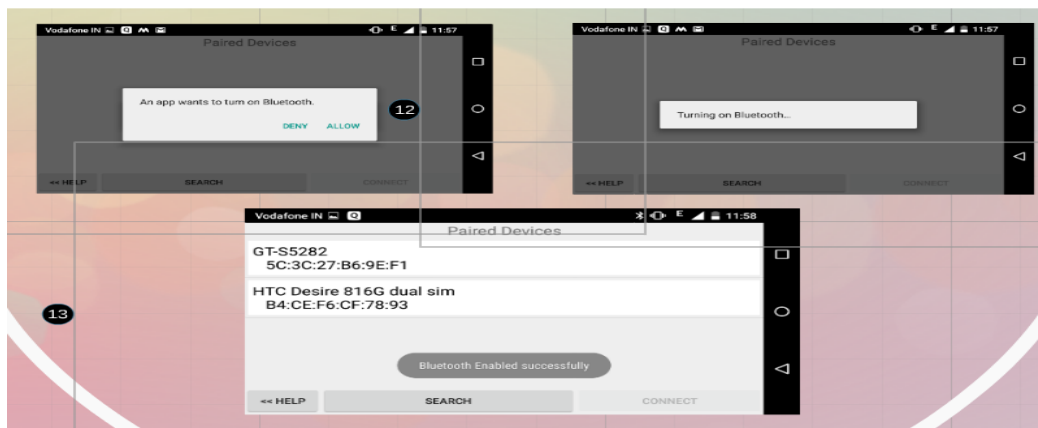 Vodafone IN 11:57
Paired Devices
An app wants to turn on Bluetooth.
DENY ALLOW
<< HELP SEARCH CONNECT
12
Vodafone IN E 11:57
Paired Devices
Turning on Bluetooth...
<< HELP SEARCH CONNECT
Vodafone IN Q E 11:58
Paired Devices
GT-S5282
5C:3C:27:B6:9E:F1
HTC Desire 816G dual sim
B4:CE:F6:CF:78:93
13
Bluetooth Enabled successfully
<< HELP SEARCH CONNECT